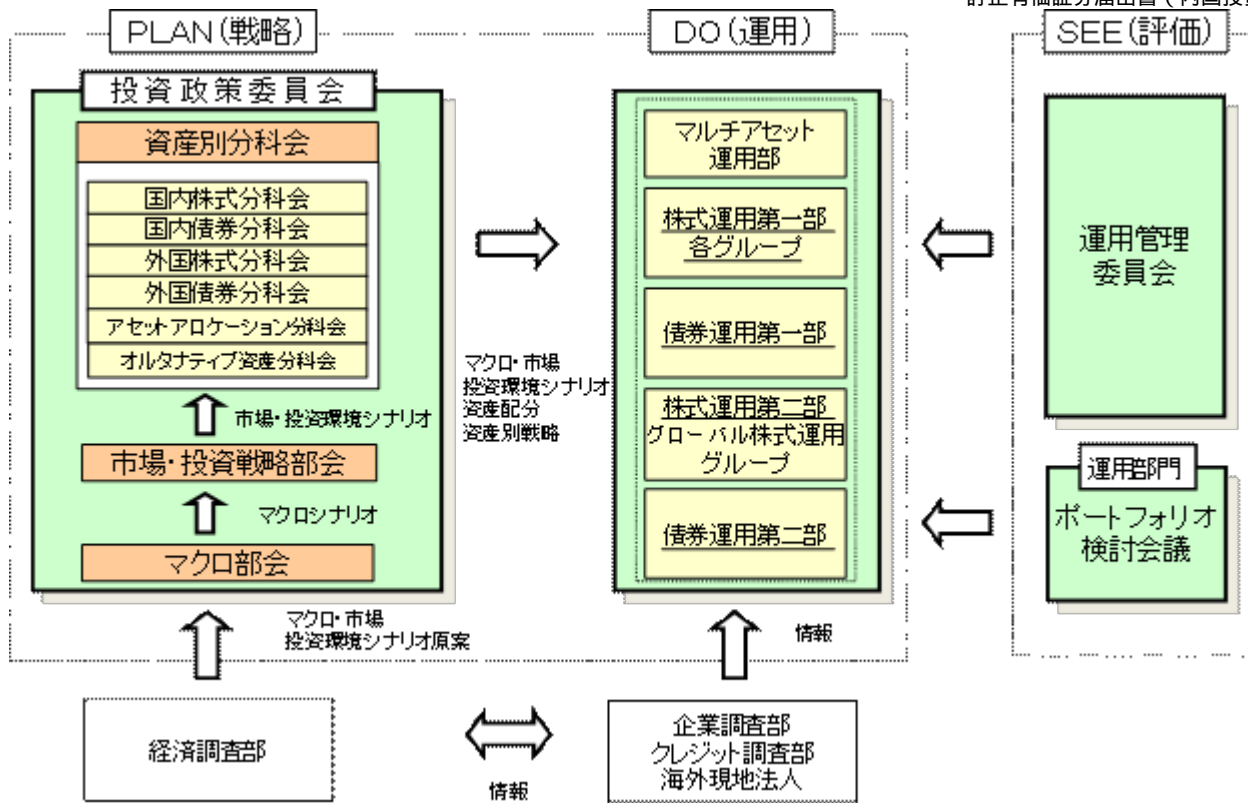 PLAN(戦略)
投資政策委員会
資産別分科会
国内株式分科会
国内債券分科会
外国株式分科会
外国債券分科会
アセットアロケーション分科会
オルタナティブ資産分科会
市場・投資環境シナリオ
市場・投資戦略部会
マクロシナリオ
マクロ部会
マクロ・市場
投資環境シナリオ原案
経済調査部
マクロ・市場
投資環境シナリオ
資産配分
資産別戦略
情報
DO(運用)
マルチアセット
運用部
株式運用第一部
各グループ
債券運用第一部
株式運用第二部
グローバル株式運用
グループ
債券運用第二部
情報
企業調査部
クレジット調査部
海外現地法人
SEE(評価)
運用管理
委員会
運用部門
ポートフォリオ
検討会議